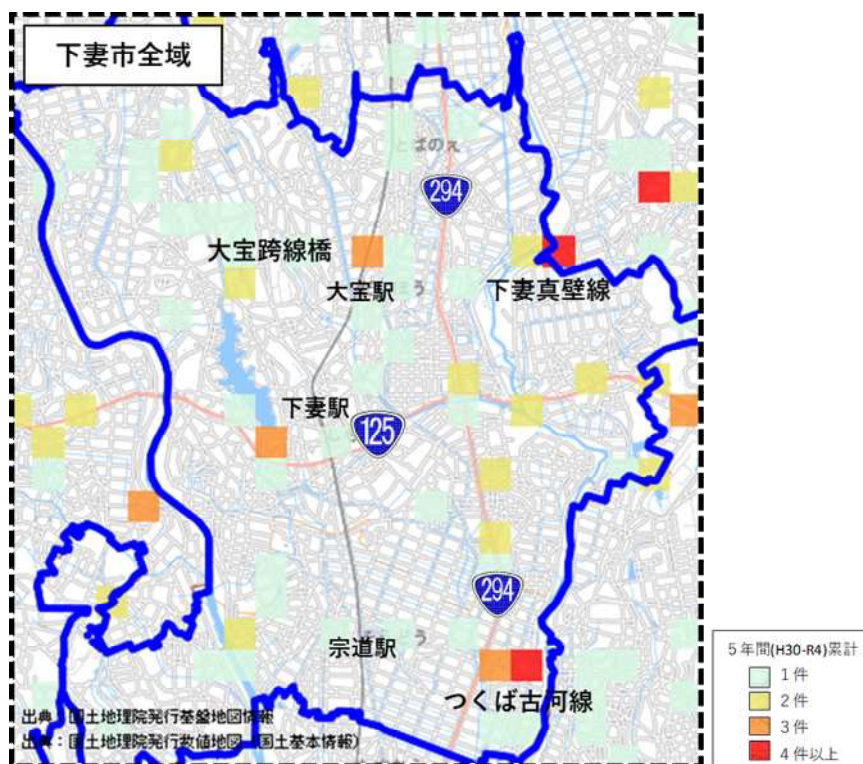 下妻市全域
とばのえ
294
大宝跨線橋
大宝駅
下妻真壁線
下妻駅
125
294
宗道駅
つくば古河線
出典：国土地理院発行基盤地図情報
出典：国土地理院発行数値地図（国土基本情報）
5年間(H30-R4)累計
1件
2件
3件
4件以上